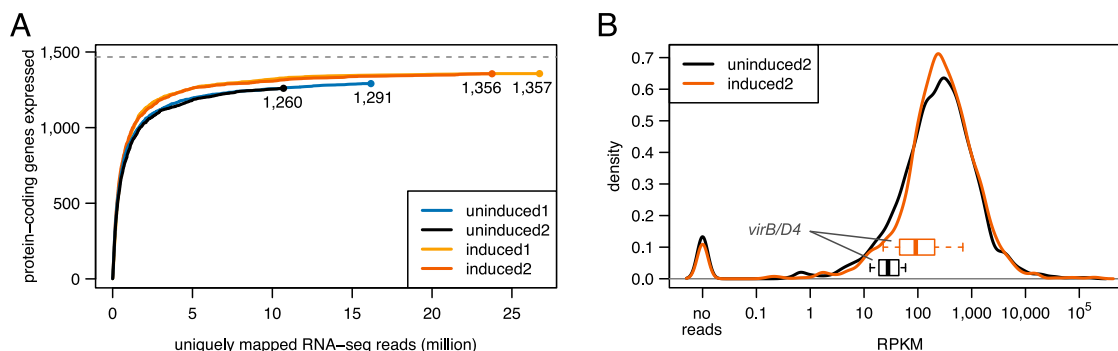 A
protein−coding genes expressed
1,500
1,000
500
0
1,260
1,291
1,356
1,357
uninduced1
uninduced2
induced1
induced2
0
5
10
15
20
25
uniquely mapped RNA−seq reads (million)
B
density
0.7
0.6
0.5
0.4
0.3
0.2
0.1
0.0
uninduced2
induced2
virB/D4
no reads
0.1
1
10
100
1,000
10,000
10⁵
RPKM